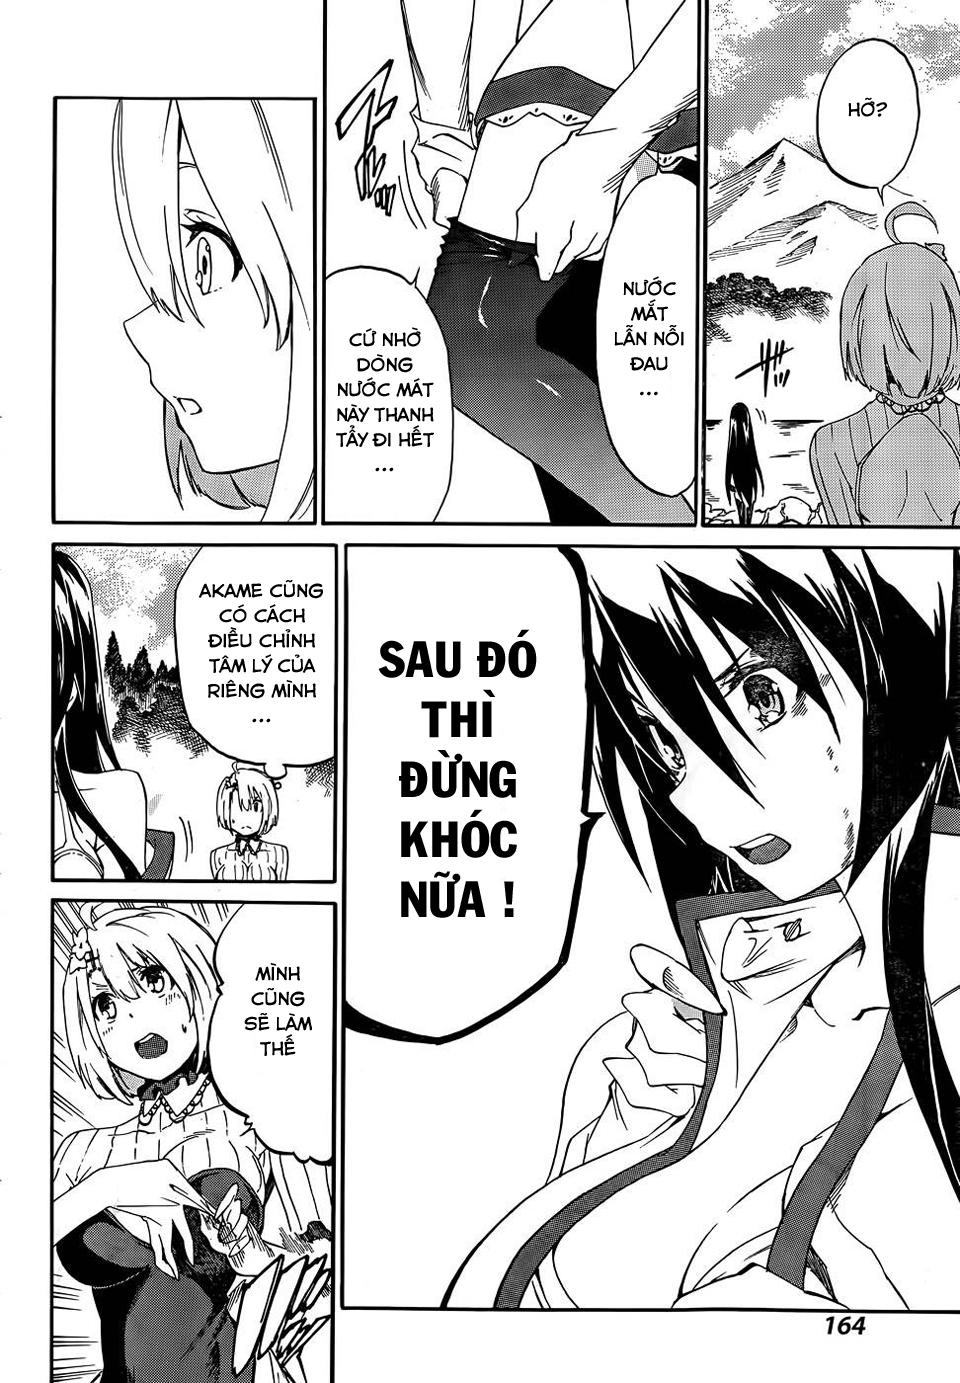 HỠ?
NƯỚC
MẮT
LẪN NỖI
ĐAU
...
CỨ NHỜ
DÒNG
NƯỚC MÁT
NÀY THANH
TẨY ĐI HẾT
...
SAU ĐÓ
THÌ
ĐỪNG
KHÓC
NỮA !
AKAME CŨNG
CÓ CÁCH
ĐIỀU CHỈNH
TÂM LÝ CỦA
RIÊNG MÌNH
...
MÌNH
CŨNG
SẼ LÀM
THẾ
164